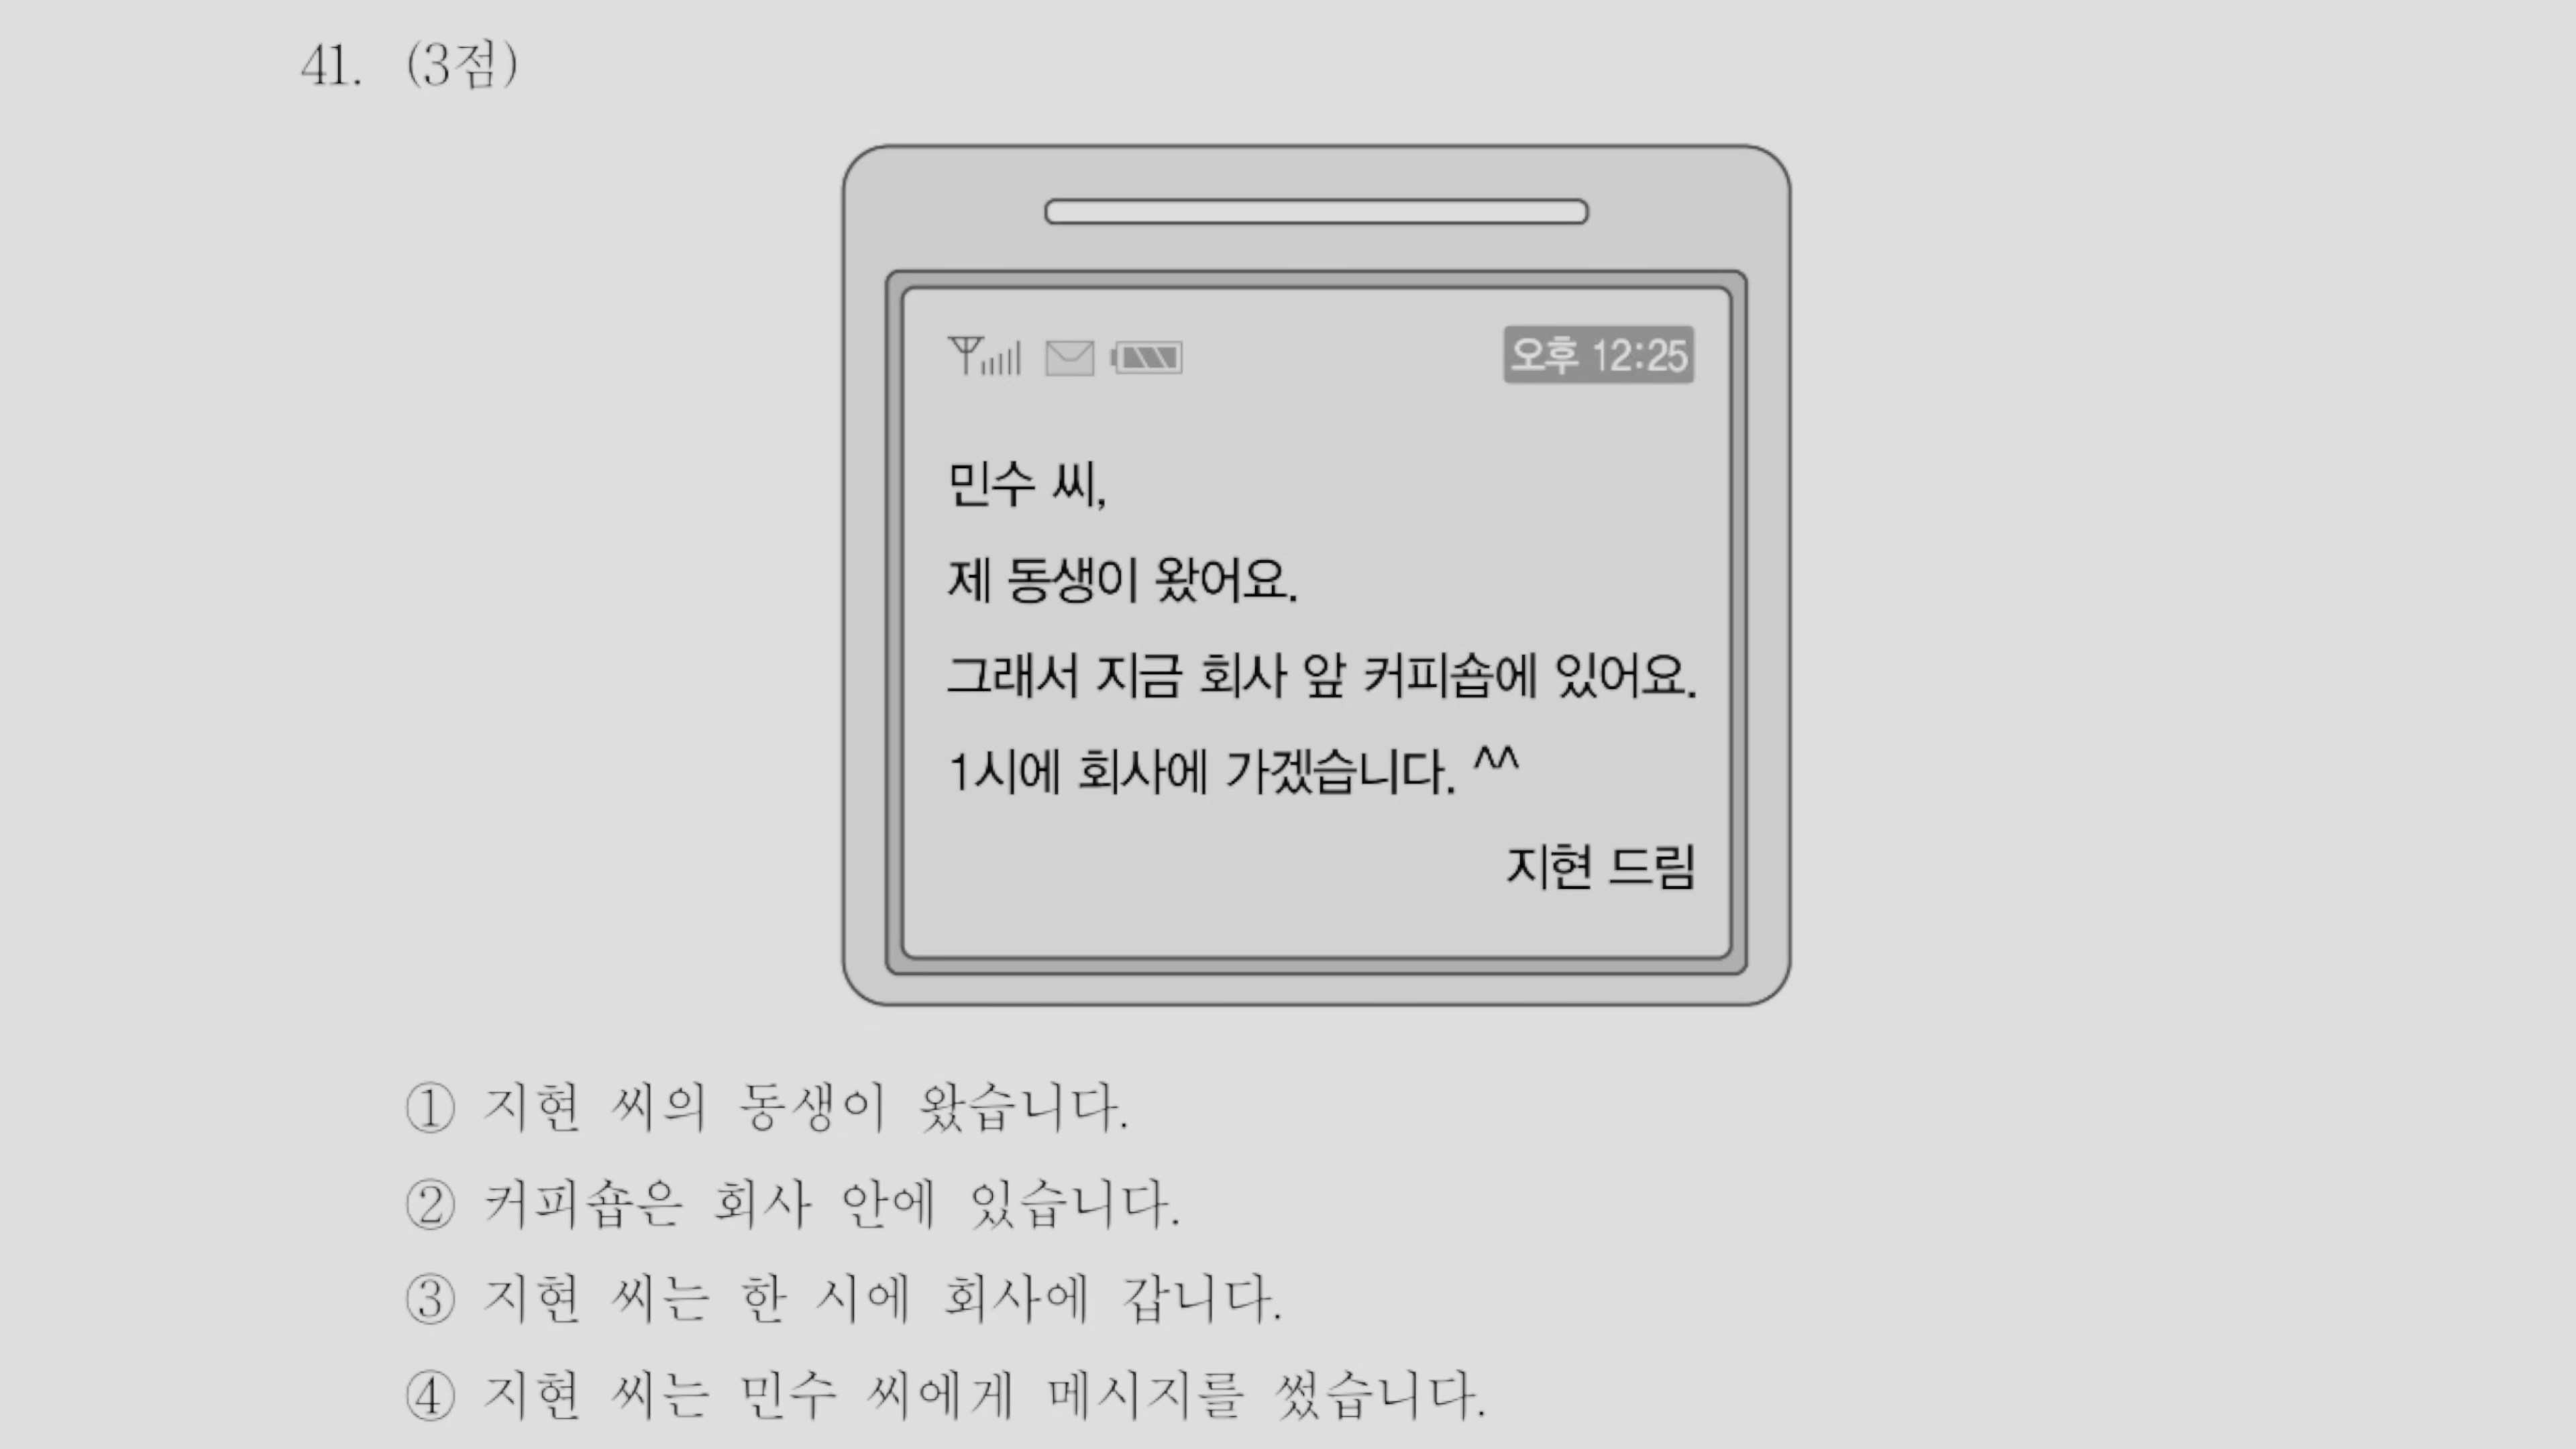 41. (3점)
오후 12:25
민수 씨,
제 동생이 왔어요.
그래서 지금 회사 앞 커피숍에 있어요.
1시에 회사에 가겠습니다. ^^
지현 드림
① 지현 씨의 동생이 왔습니다.
② 커피숍은 회사 안에 있습니다.
③ 지현 씨는 한 시에 회사에 갑니다.
④ 지현 씨는 민수 씨에게 메시지를 썼습니다.